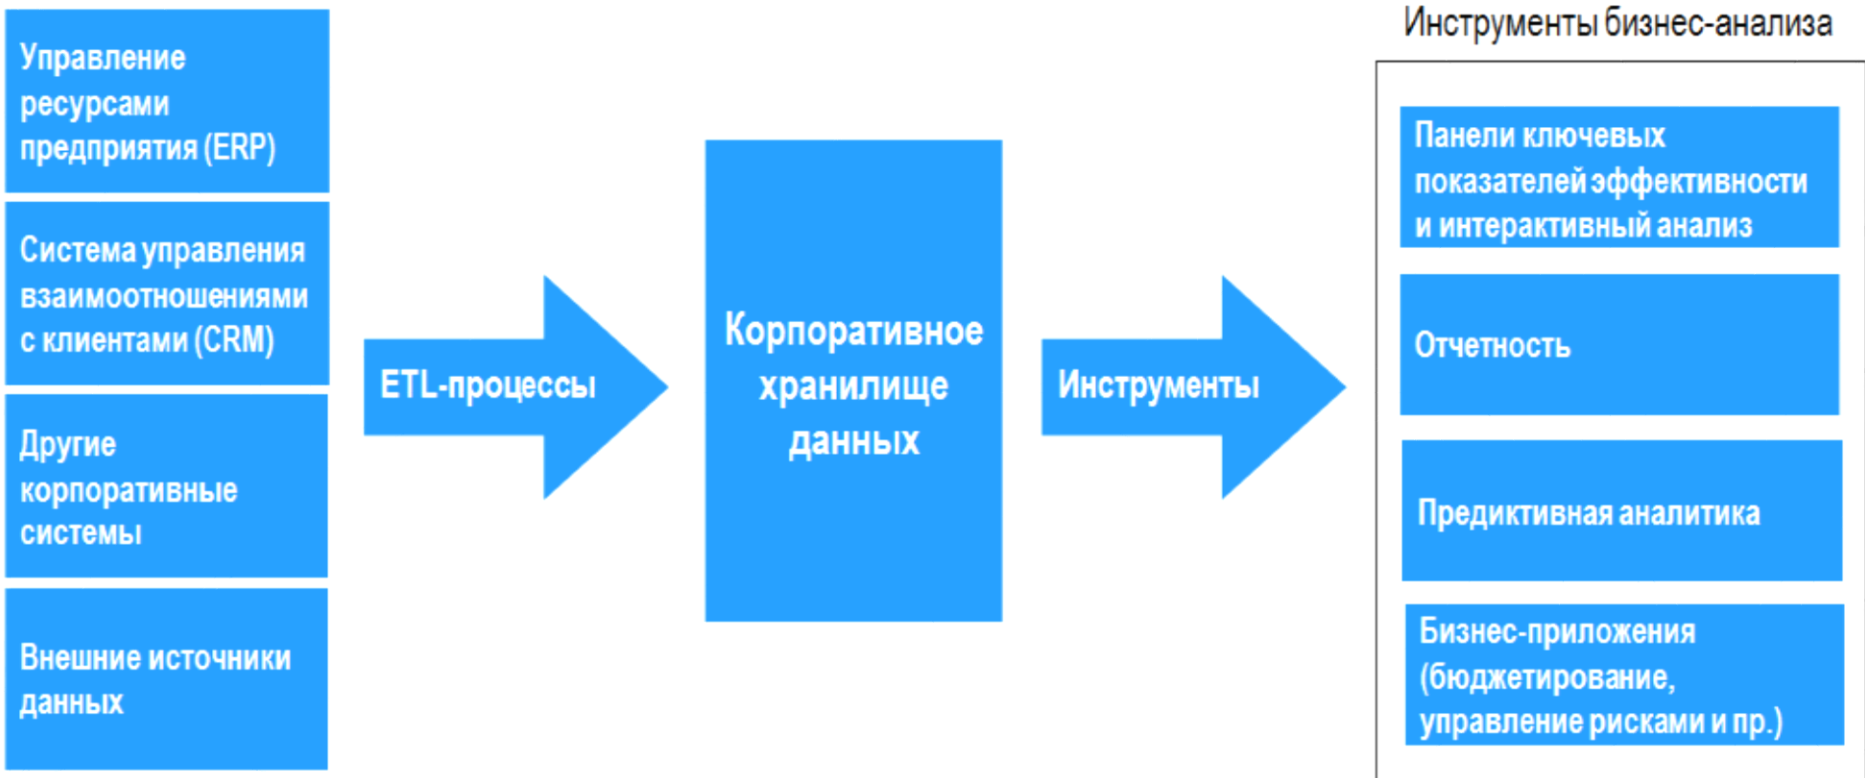 Управление
ресурсами
предприятия (ERP)
Система управления
взаимоотношениями
с клиентами (CRM)
Другие
корпоративные
системы
Внешние источники
данных
ETL-процессы
Корпоративное
хранилище
данных
Инструменты
Инструменты бизнес-анализа
Панели ключевых
показателей эффективности
и интерактивный анализ
Отчетность
Предиктивная аналитика
Бизнес-приложения
(бюджетирование,
управление рисками и пр.)